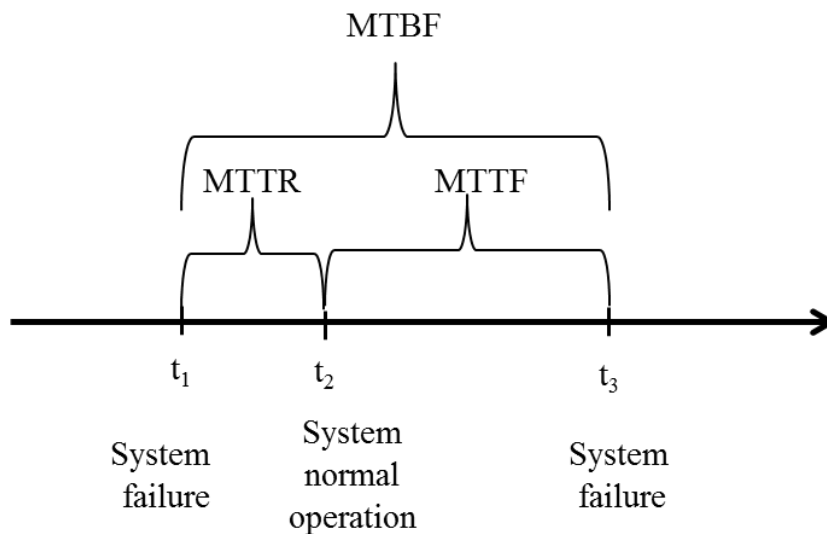 MTBF
MTTR
MTTF
t1
t2
t3
System
failure
System
normal
operation
System
failure